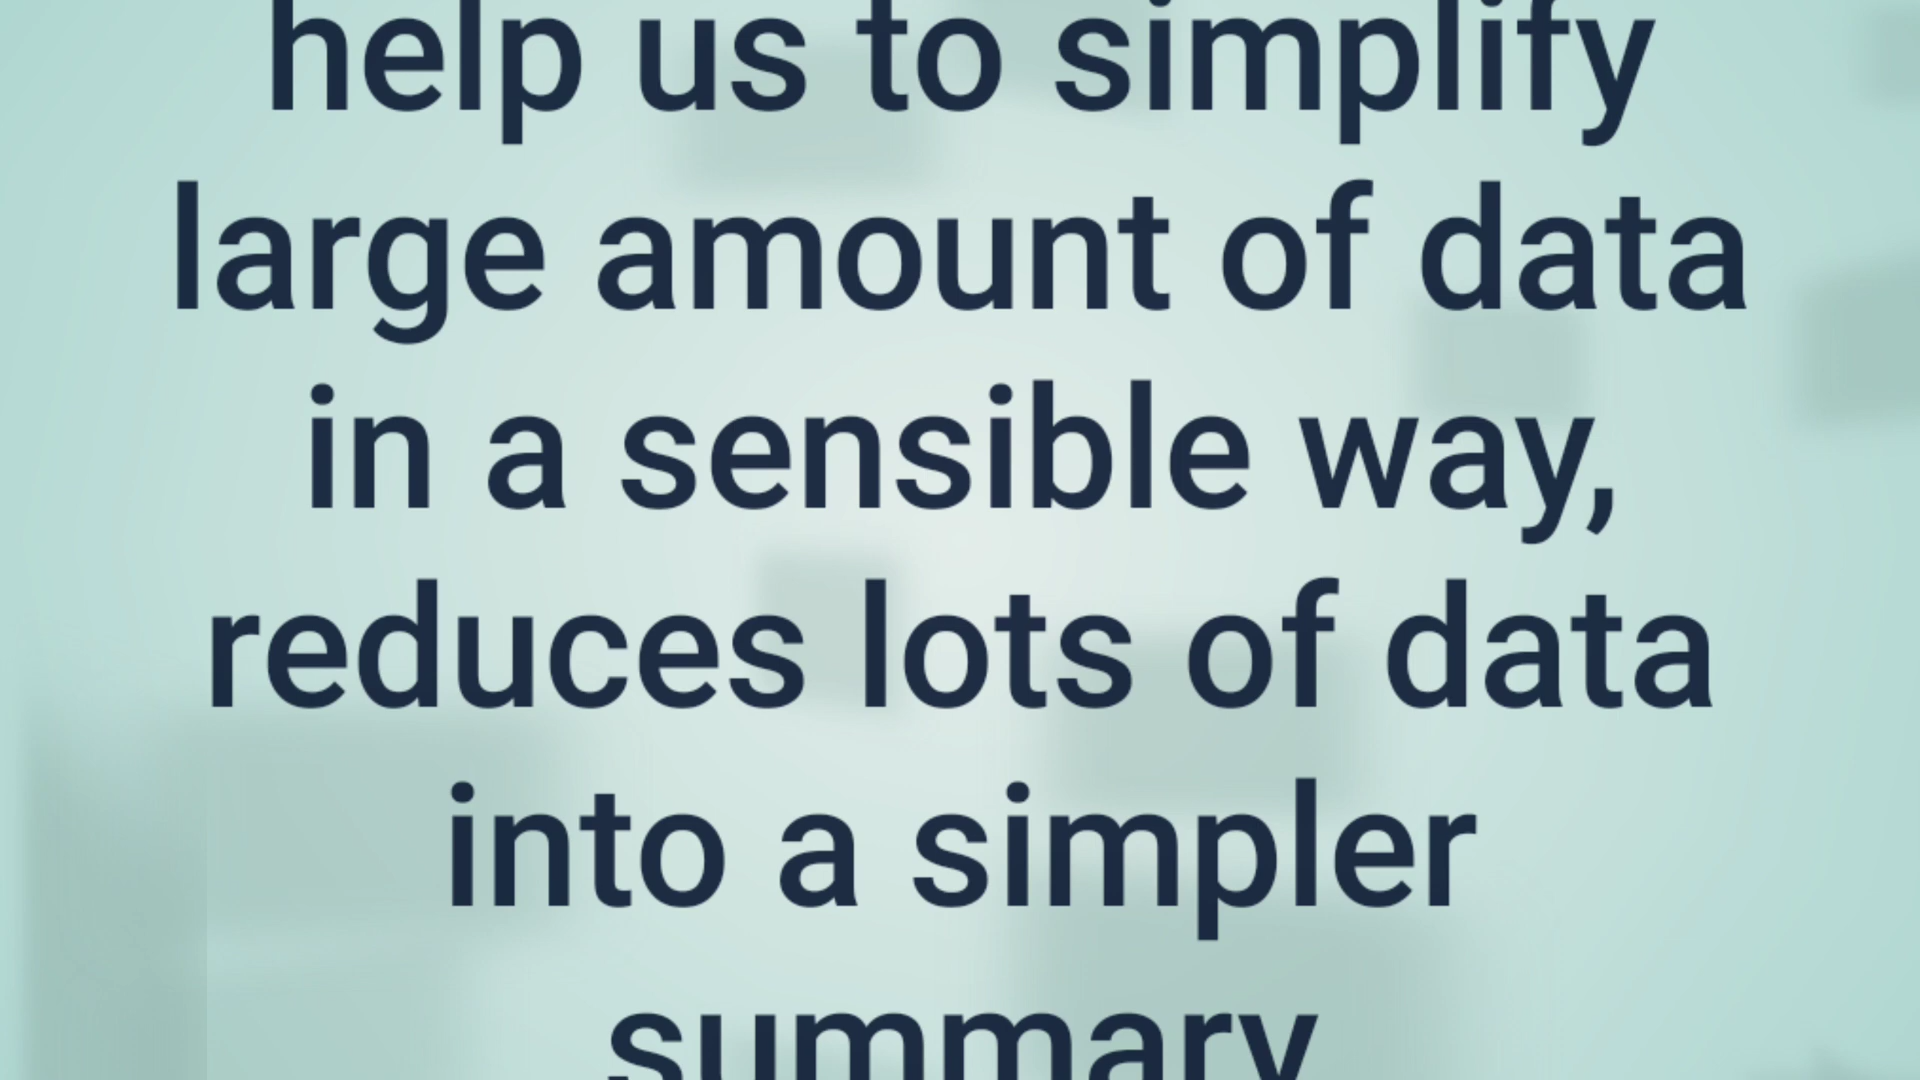 help us to simplify
large amount of data
in a sensible way,
reduces lots of data
into a simpler
summary